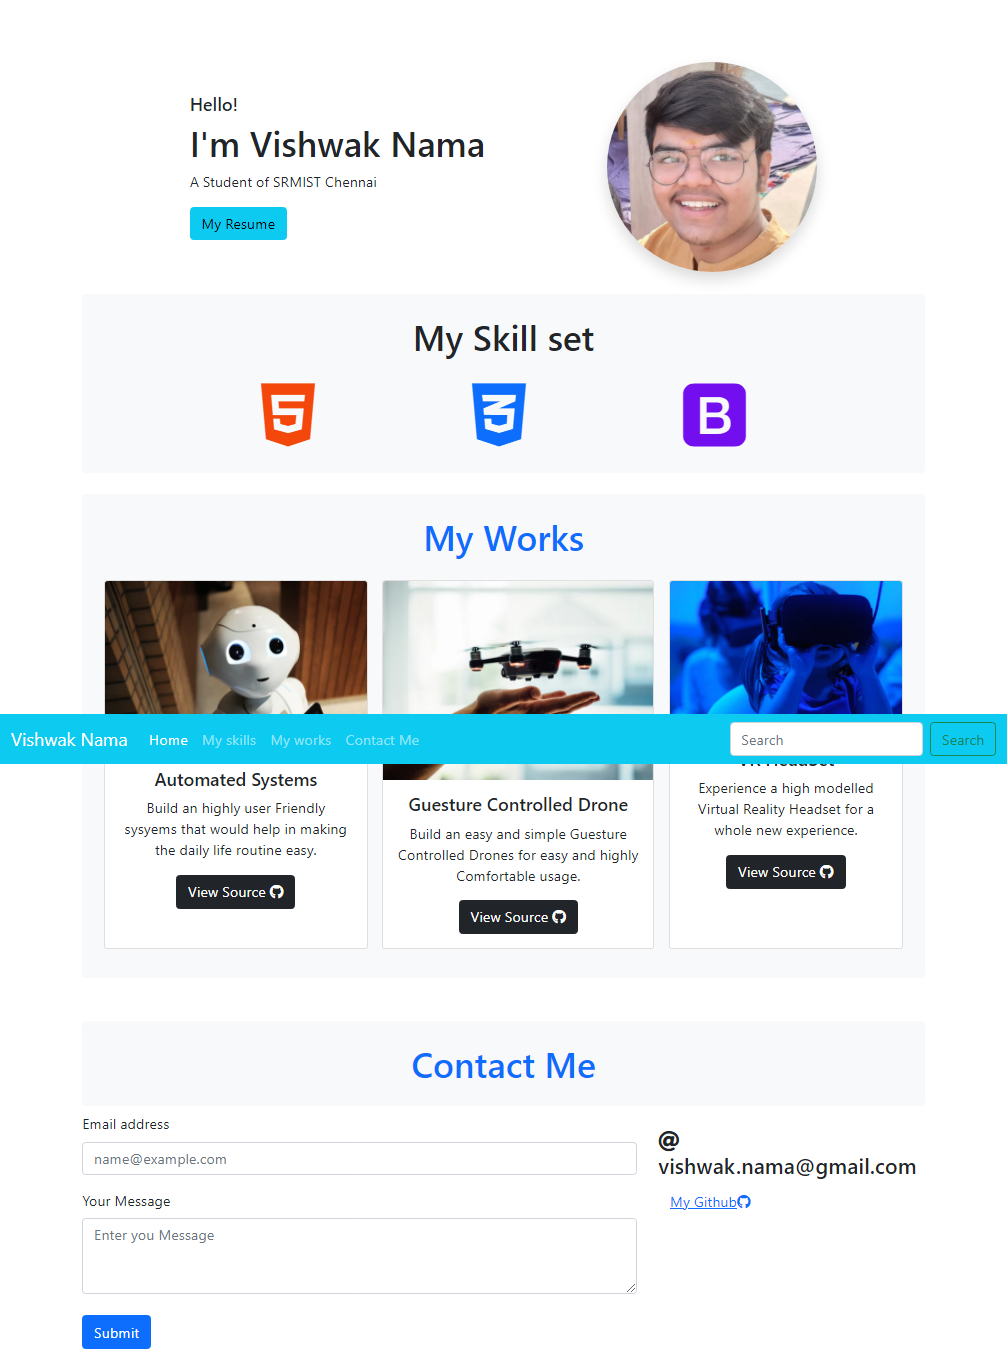 Hello!
I'm Vishwak Nama
A Student of SRMIST Chennai
My Resume
My Skill set
My Works
Vishwak Nama
Home
My skills
My works
Contact Me
Search
Search
Automated Systems
Build an highly user Friendly
sysyems that would help in making
the daily life routine easy.
View Source
Guesture Controlled Drone
Build an easy and simple Guesture
Controlled Drones for easy and highly
Comfortable usage.
View Source
VR HeadSet
Experience a high modelled
Virtual Reality Headset for a
whole new experience.
View Source
Contact Me
Email address
name@example.com
Your Message
Enter you Message
Submit
@
vishwak.nama@gmail.com
My Github